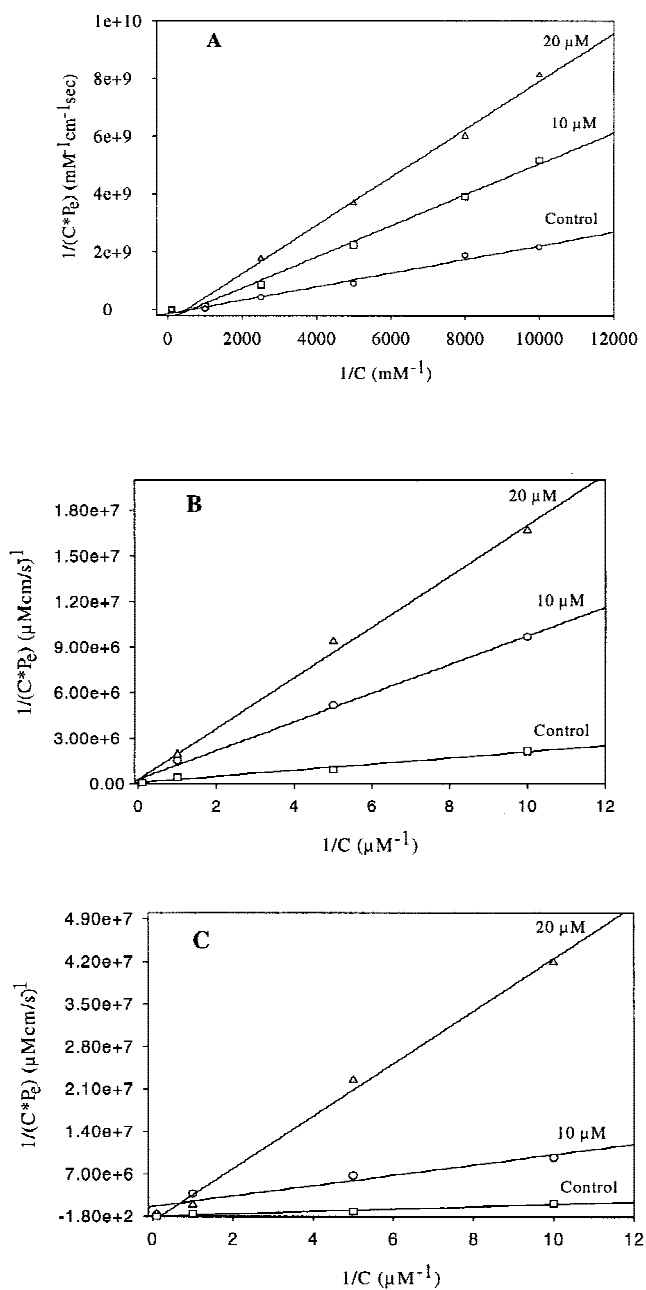 A
1e+10
8e+9
6e+9
4e+9
2e+9
0
1/(C*Pe) (mM-1cm-1sec)
20 µM
10 µM
Control
0 2000 4000 6000 8000 10000 12000
1/C (mM-1)
B
1.80e+7
1.50e+7
1.20e+7
9.00e+6
6.00e+6
3.00e+6
0.00
1/(C*Pe) (µMcm/s)1
20 µM
10 µM
Control
0 2 4 6 8 10 12
1/C (µM-1)
C
4.90e+7
4.20e+7
3.50e+7
2.80e+7
2.10e+7
1.40e+7
7.00e+6
-1.80e+2
1/(C*Pe) (µMcm/s)1
20 µM
10 µM
Control
0 2 4 6 8 10 12
1/C (µM-1)